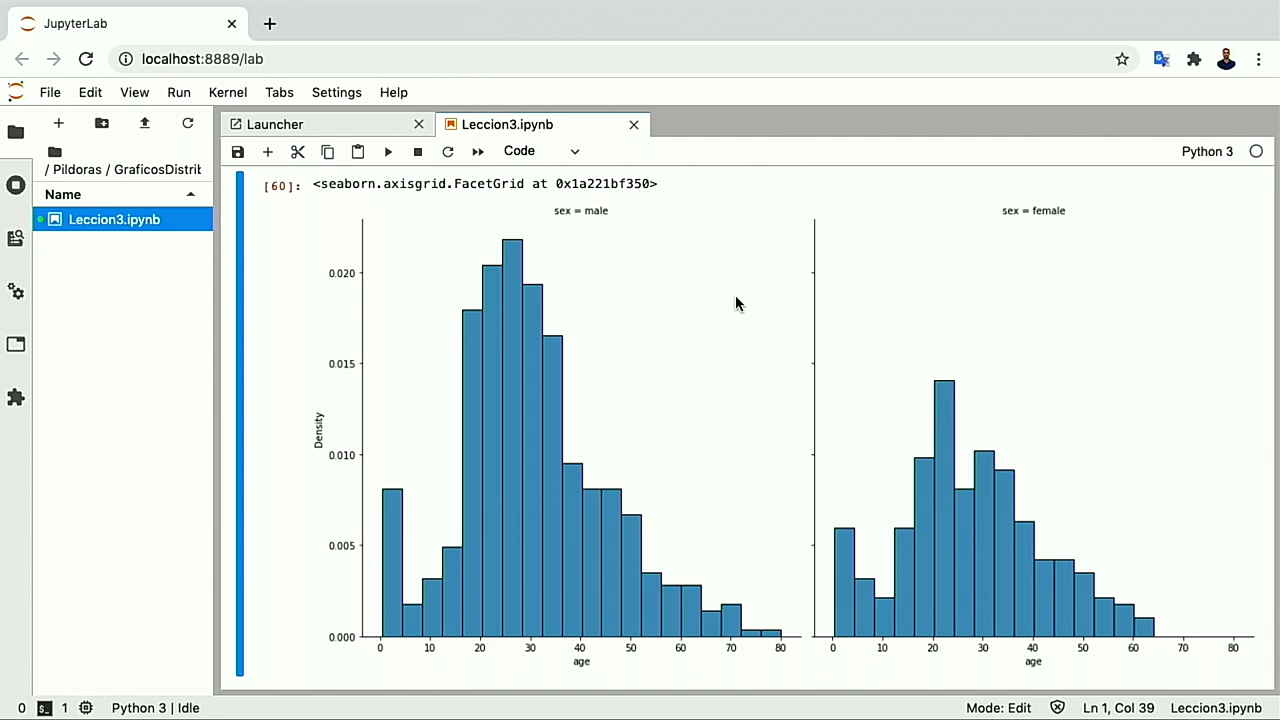 JupyterLab
localhost:8889/lab
File Edit View Run Kernel Tabs Settings Help
Launcher
Leccion3.ipynb
Code
Python 3
/ Pildoras / GraficosDistrib
Name
Leccion3.ipynb
[60]: <seaborn.axisgrid.FacetGrid at 0x1a221bf350>
sex = male
0.020
0.015
0.010
0.005
0.000
Density
0 10 20 30 40 50 60 70 80
age
sex = female
0 10 20 30 40 50 60 70 80
age
0 $_ 1 Python 3 | Idle
Mode: Edit Ln 1, Col 39 Leccion3.ipynb